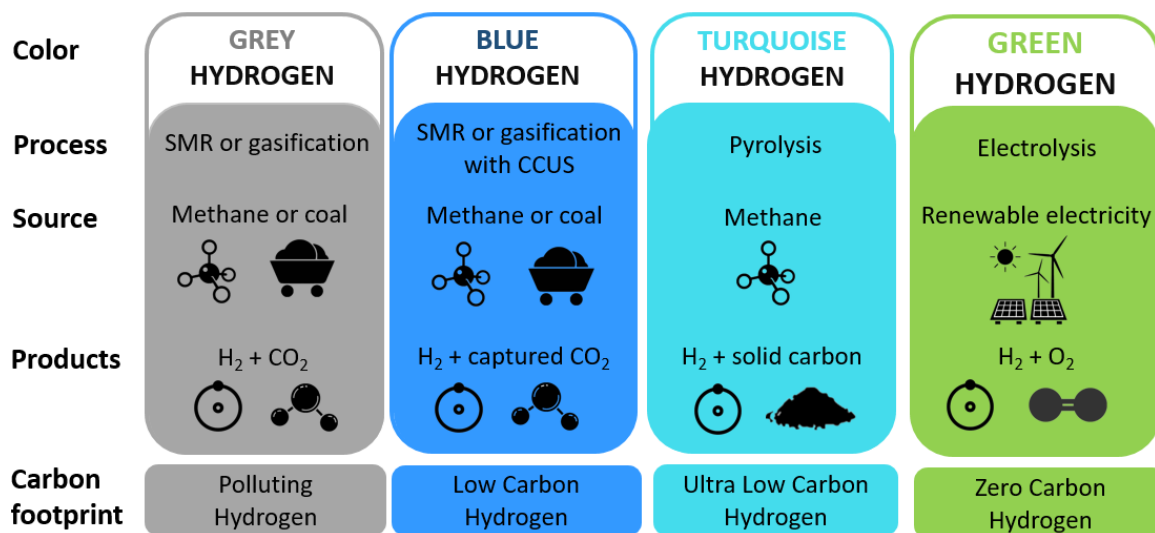 Color
GREY
HYDROGEN
BLUE
HYDROGEN
TURQUOISE
HYDROGEN
GREEN
HYDROGEN
Process
SMR or gasification
SMR or gasification
with CCUS
Pyrolysis
Electrolysis
Source
Methane or coal
Methane or coal
Methane
Renewable electricity
Products
H₂ + CO₂
H₂ + captured CO₂
H₂ + solid carbon
H₂ + O₂
Carbon
footprint
Polluting
Hydrogen
Low Carbon
Hydrogen
Ultra Low Carbon
Hydrogen
Zero Carbon
Hydrogen